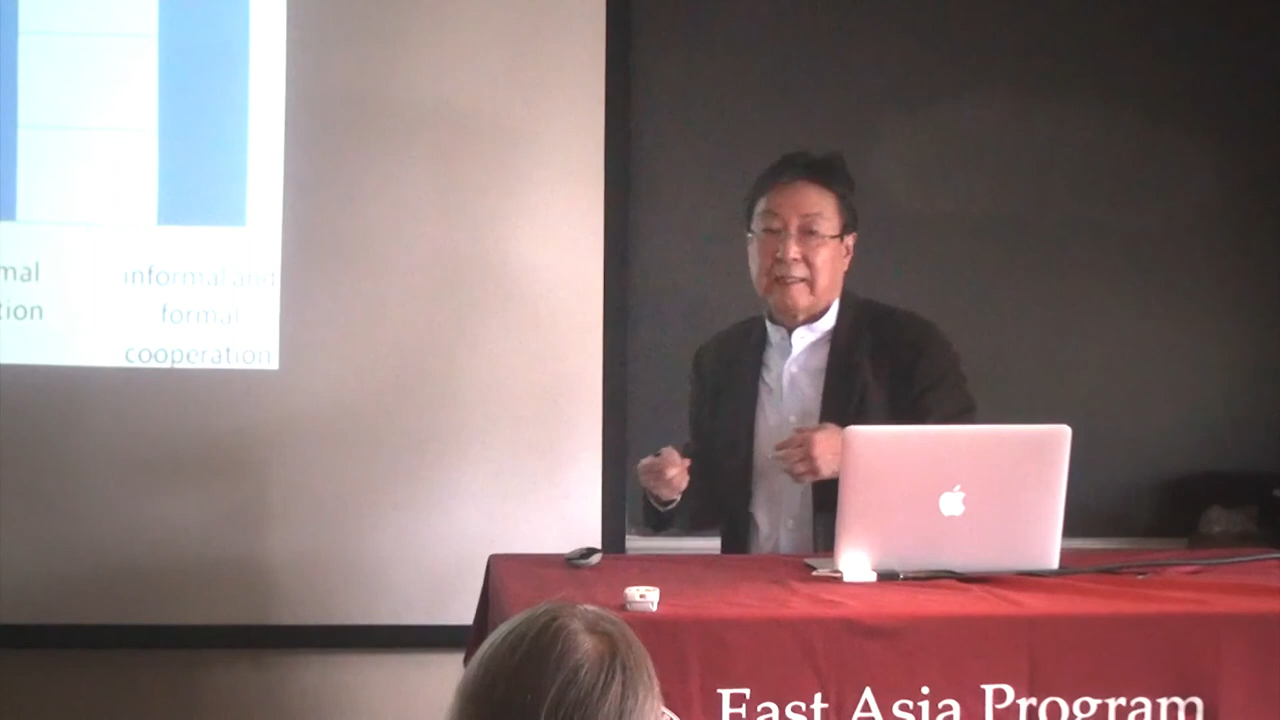 mal
tion
informal and
formal
cooperation
East Asia Program